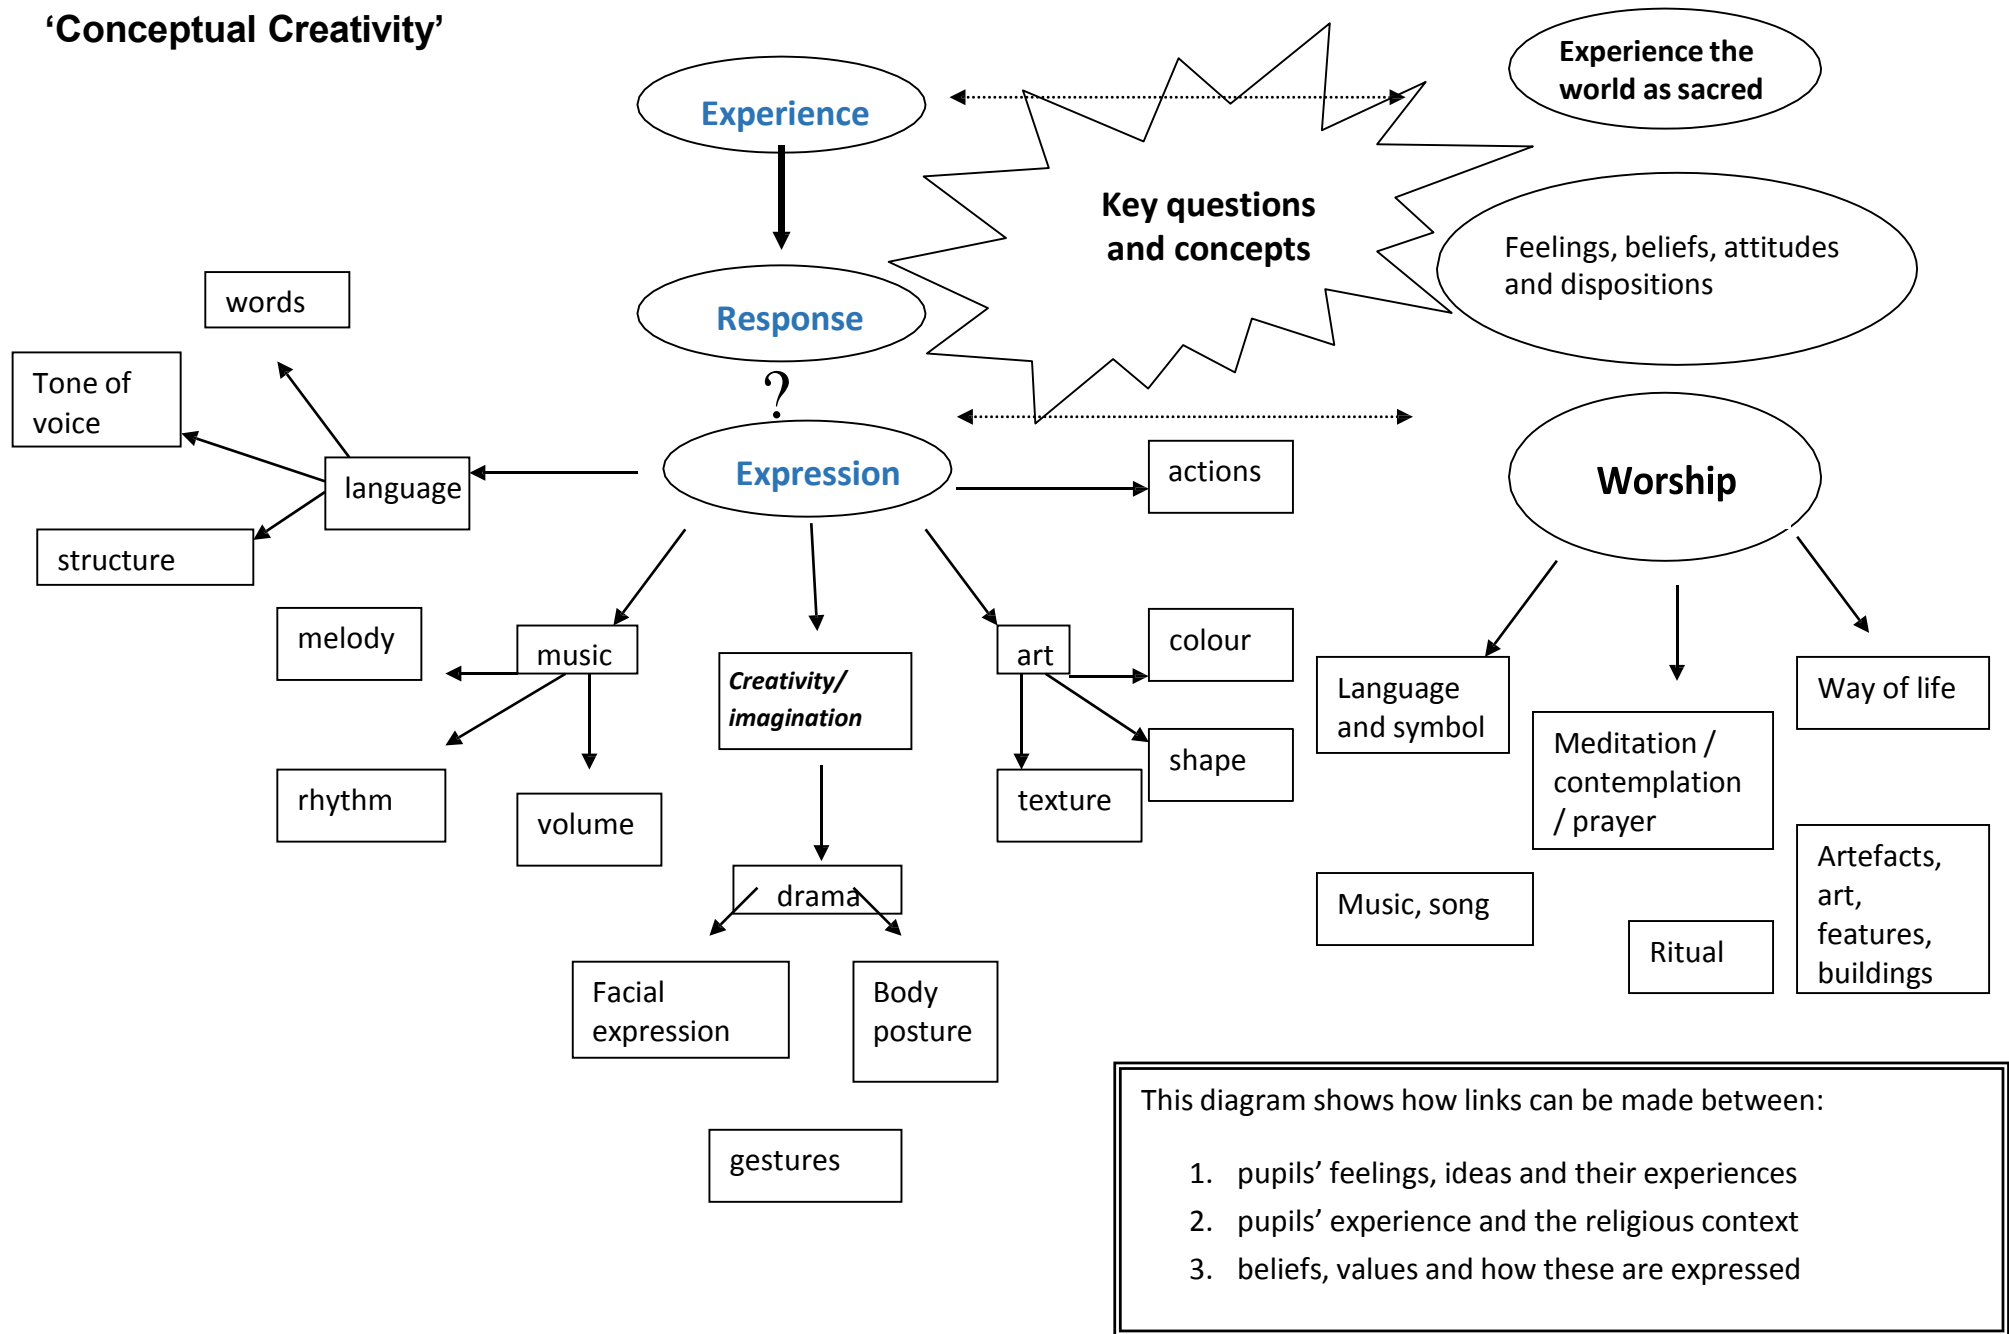 ‘Conceptual Creativity’
Experience
Experience the
world as sacred
Key questions
and concepts
Feelings, beliefs, attitudes
and dispositions
Response
?
words
Tone of
voice
language
structure
Expression
actions
Worship
melody
music
rhythm
volume
Creativity/
imagination
art
colour
shape
texture
drama
Facial
expression
Body
posture
gestures
Language
and symbol
Meditation /
contemplation
/ prayer
Way of life
Music, song
Ritual
Artefacts,
art,
features,
buildings
This diagram shows how links can be made between:
1. pupils’ feelings, ideas and their experiences
2. pupils’ experience and the religious context
3. beliefs, values and how these are expressed